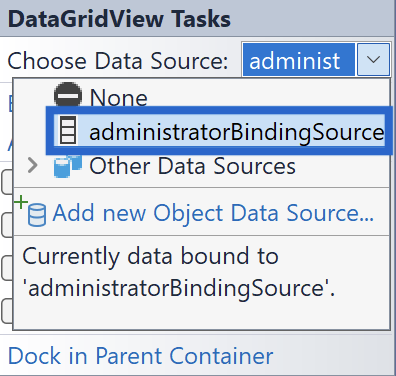 DataGridView Tasks
Choose Data Source: administ
None
administratorBindingSource
Other Data Sources
Add new Object Data Source...
Currently data bound to
'administratorBindingSource'.
Dock in Parent Container